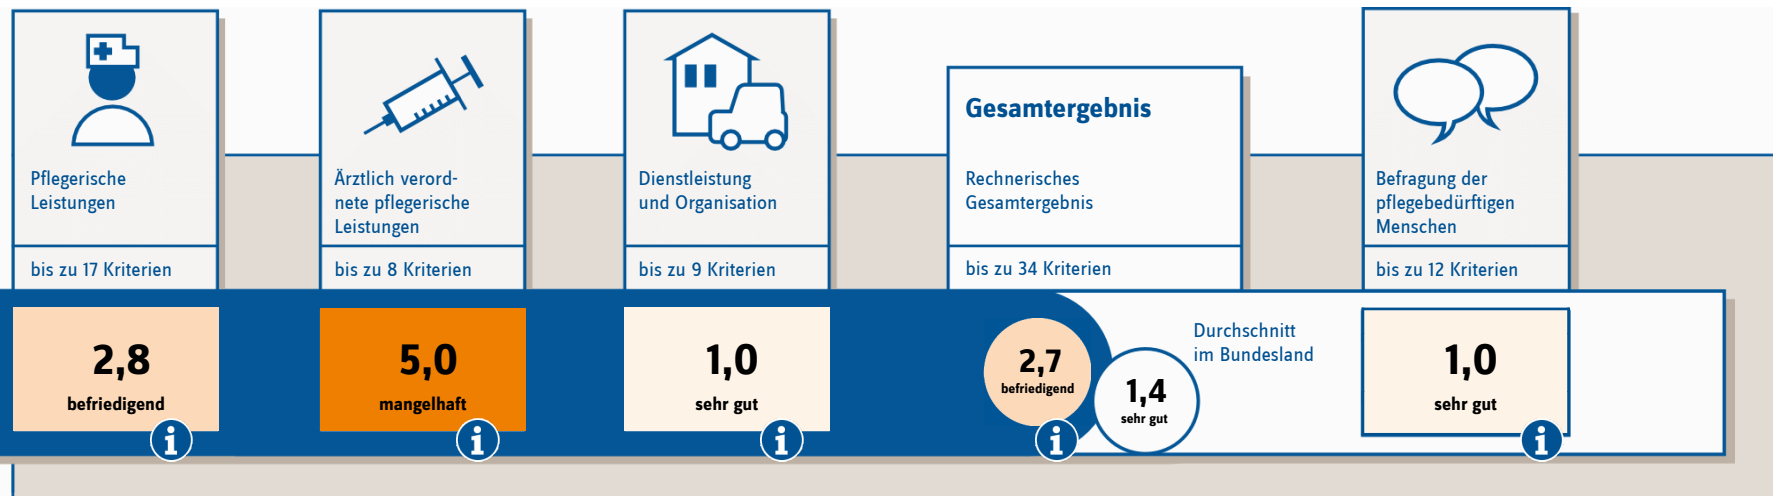 Pflegerische
Leistungen
bis zu 17 Kriterien
2,8
befriedigend
i
Ärztlich verord-
nete pflegerische
Leistungen
bis zu 8 Kriterien
5,0
mangelhaft
i
Dienstleistung
und Organisation
bis zu 9 Kriterien
1,0
sehr gut
i
Gesamtergebnis
Rechnerisches
Gesamtergebnis
bis zu 34 Kriterien
2,7
befriedigend
i
Durchschnitt
im Bundesland
1,4
sehr gut
Befragung der
pflegebedürftigen
Menschen
bis zu 12 Kriterien
1,0
sehr gut
i